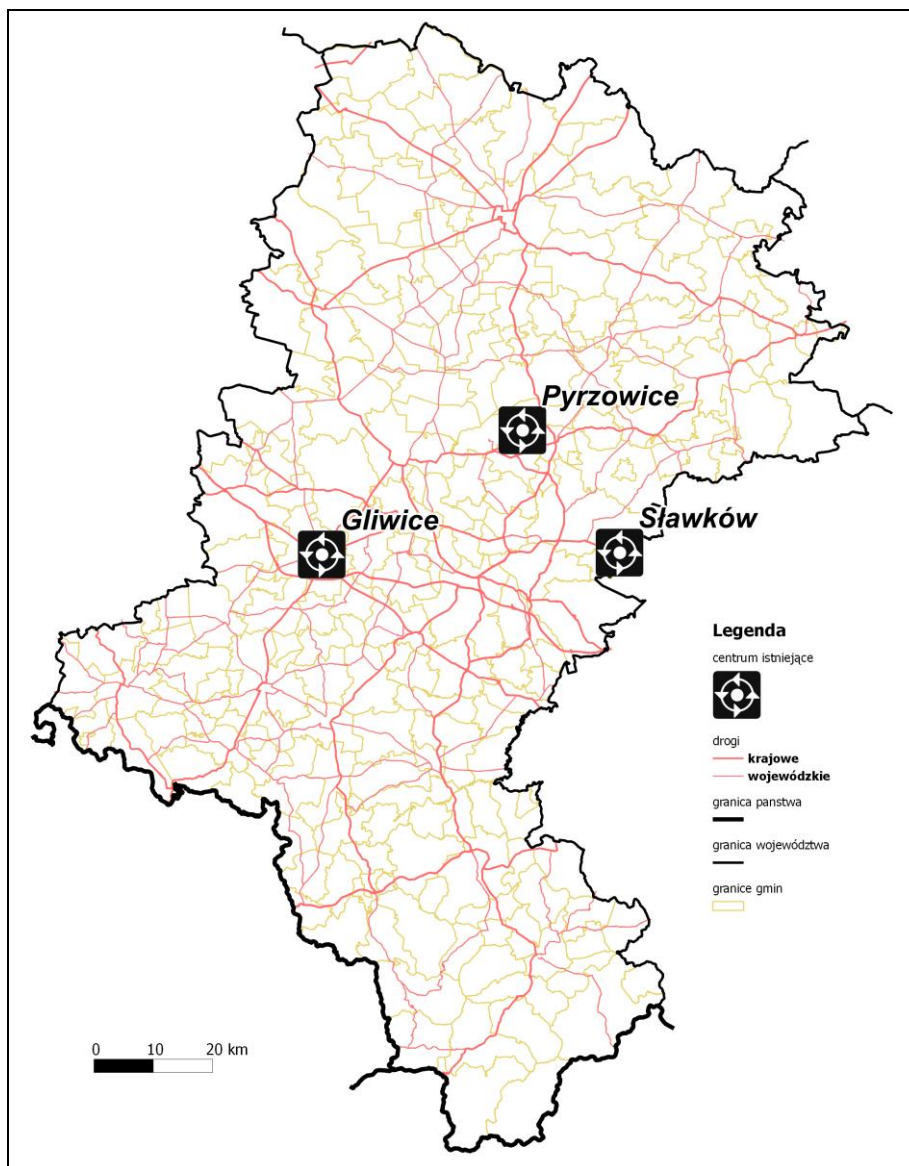 Pyrzowice
Gliwice
Sławków
Legenda
centrum istniejące
drogi
krajowe
wojewódzkie
granica panstwa
granica województwa
granice gmin
0 10 20 km